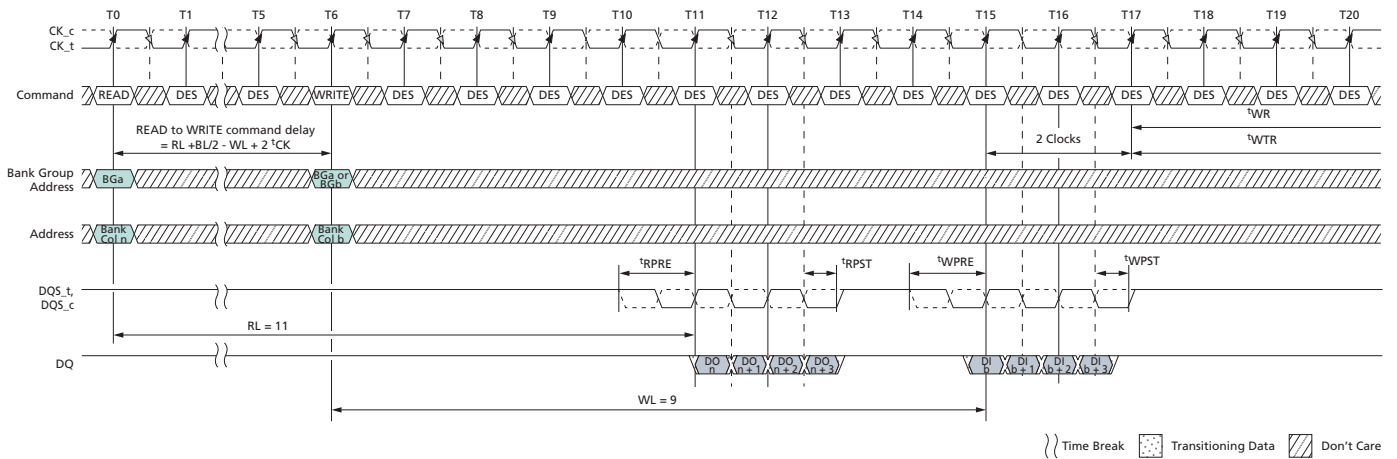 T0 T1 T5 T6 T7 T8 T9 T10 T11 T12 T13 T14 T15 T16 T17 T18 T19 T20
CK_c
CK_t
Command READ DES DES WRITE DES DES DES DES DES DES DES DES DES DES DES DES DES DES
tWR
READ to WRITE command delay
= RL +BL/2 - WL + 2 tCK
2 Clocks
tWTR
Bank Group
Address
BGa
BGa or
BGb
Address
Bank
Col n
Bank
Col b
tRPRE tRPST tWPRE tWPST
DQS_t,
DQS_c
RL = 11
DQ
DO
n
DO
n + 1
DO
n + 2
DO
n + 3
DI
b
DI
b + 1
DI
b + 2
DI
b + 3
WL = 9
Time Break Transitioning Data Don't Care